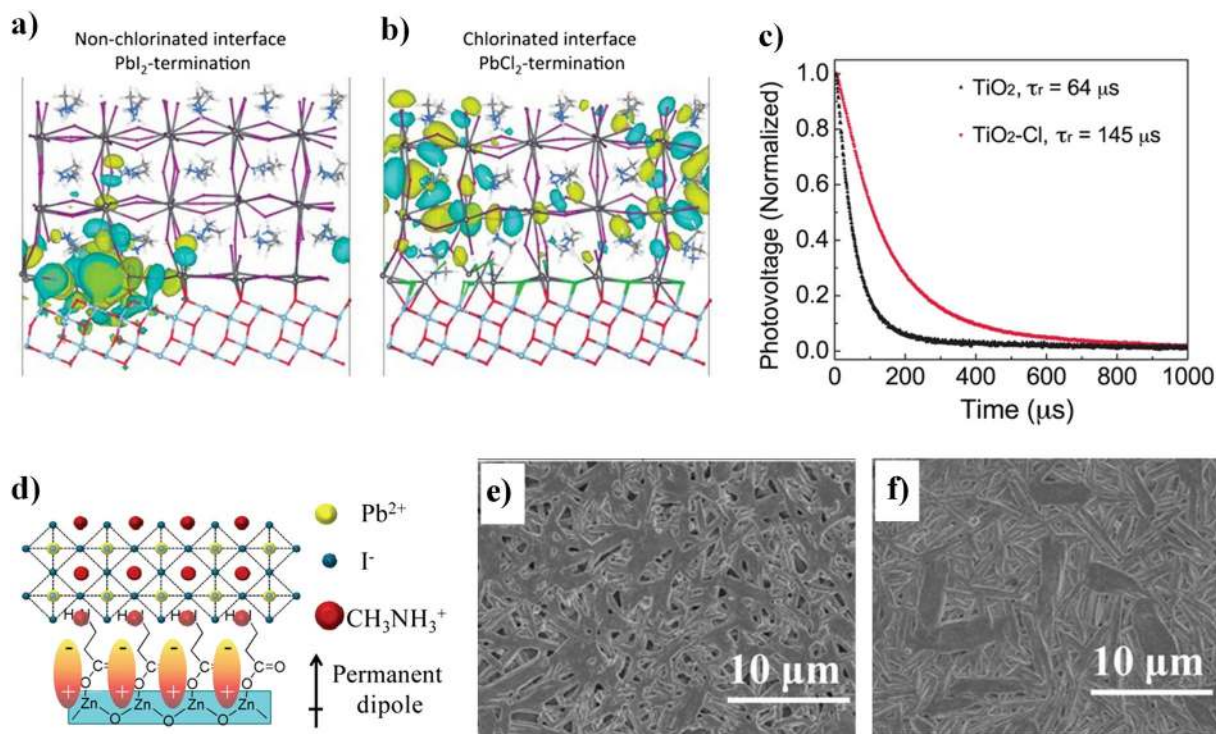 a)
Non-chlorinated interface
PbI₂-termination
b)
Chlorinated interface
PbCl₂-termination
c)
Photovoltage (Normalized)
1.0
0.8
0.6
0.4
0.2
0.0
TiO₂, τr = 64 μs
TiO₂-Cl, τr = 145 μs
0 200 400 600 800 1000
Time (μs)
d)
Pb²⁺
I⁻
CH₃NH₃⁺
Permanent
dipole
H H H H
- - - -
C C C C=O
O O O O
+ + + +
Zn Zn Zn Zn
O O O
e)
10 μm
f)
10 μm